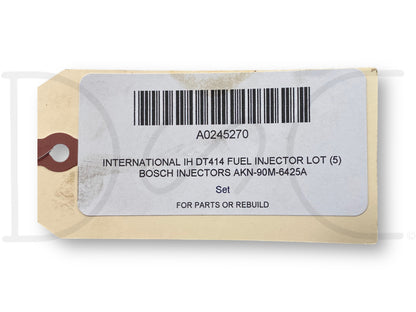 A0245270
INTERNATIONAL IH DT414 FUEL INJECTOR LOT (5)
BOSCH INJECTORS AKN-90M-6425A
Set
FOR PARTS OR REBUILD